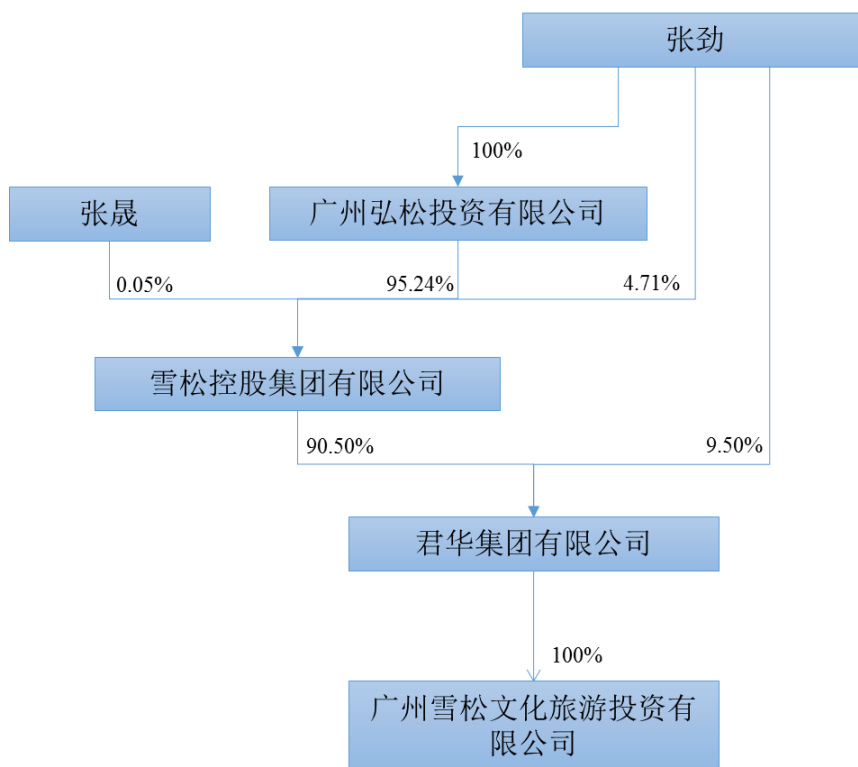 张劲
100%
张晟
广州弘松投资有限公司
0.05%
95.24%
4.71%
雪松控股集团有限公司
90.50%
9.50%
君华集团有限公司
100%
广州雪松文化旅游投资有
限公司